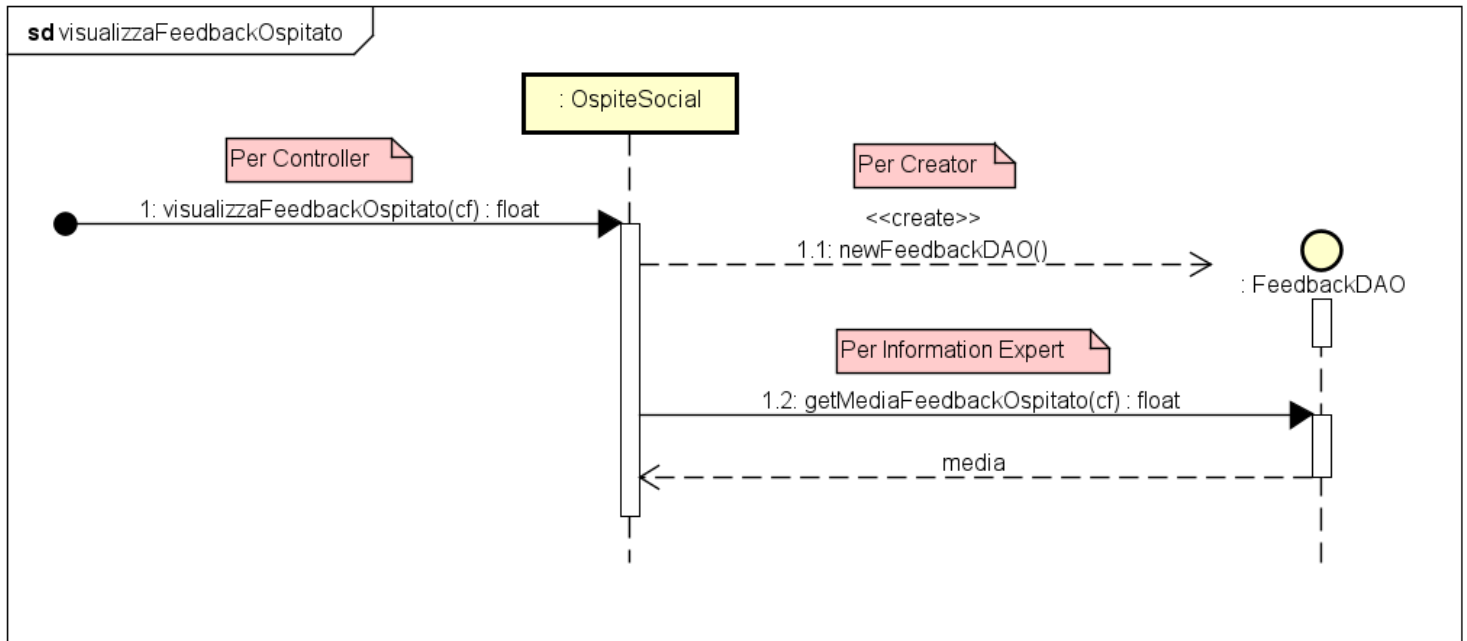 sd visualizzaFeedbackOspitato
: OspiteSocial
Per Controller
Per Creator
1: visualizzaFeedbackOspitato(cf) : float
<<create>>
1.1: newFeedbackDAO()
: FeedbackDAO
Per Information Expert
1.2: getMediaFeedbackOspitato(cf) : float
media